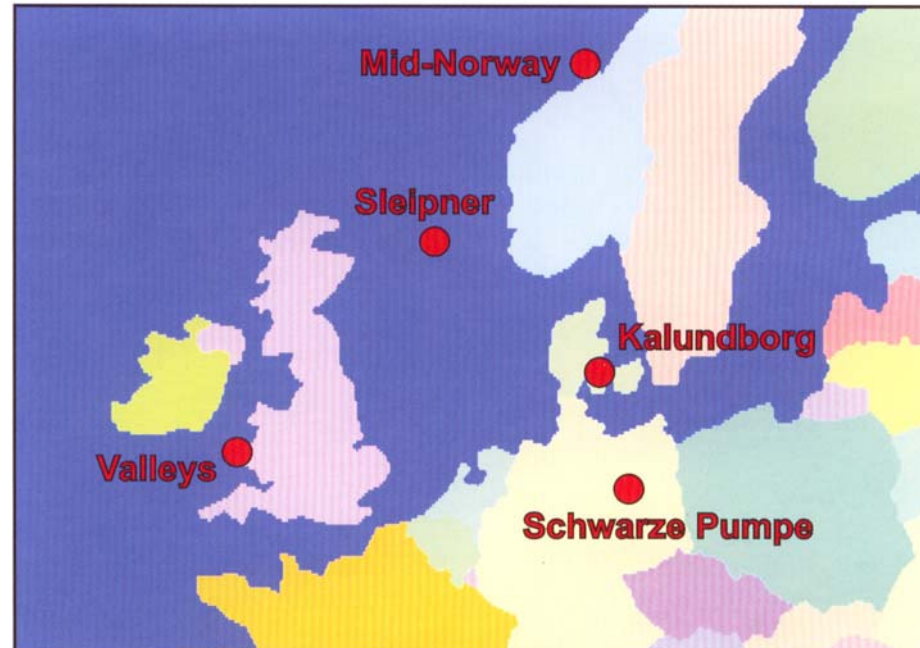 Mid-Norway
Sleipner
Kalundborg
Valleys
Schwarze Pumpe